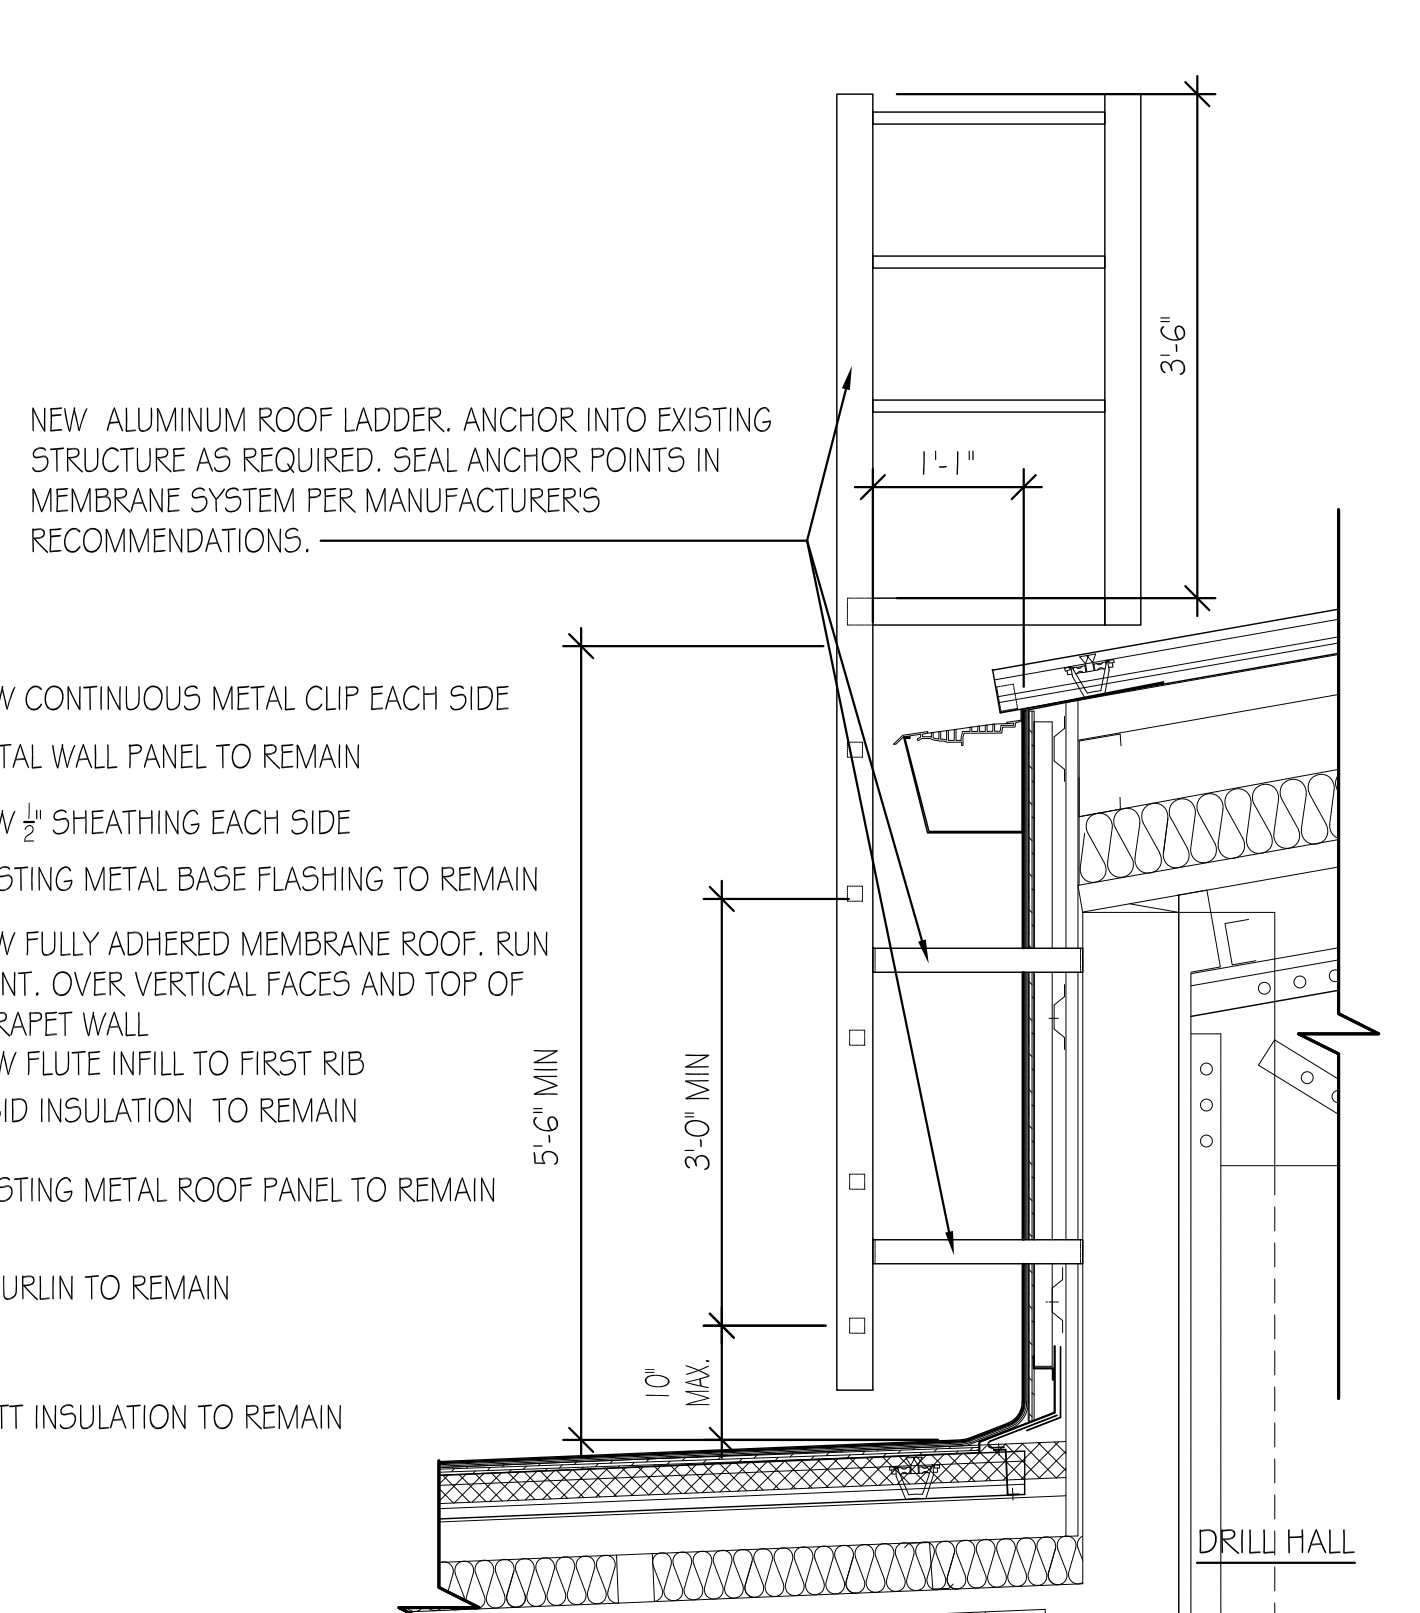 3'-6"
NEW ALUMINUM ROOF LADDER. ANCHOR INTO EXISTING
STRUCTURE AS REQUIRED. SEAL ANCHOR POINTS IN
MEMBRANE SYSTEM PER MANUFACTURER'S
RECOMMENDATIONS.
1'-1"
W CONTINUOUS METAL CLIP EACH SIDE
TAL WALL PANEL TO REMAIN
W 1/2" SHEATHING EACH SIDE
STING METAL BASE FLASHING TO REMAIN
W FULLY ADHERED MEMBRANE ROOF. RUN
NT. OVER VERTICAL FACES AND TOP OF
RAPET WALL
W FLUTE INFILL TO FIRST RIB
ID INSULATION TO REMAIN
STING METAL ROOF PANEL TO REMAIN
URLIN TO REMAIN
TT INSULATION TO REMAIN
5'-6" MIN
3'-0" MIN
10"
MAX.
DRILL HALL